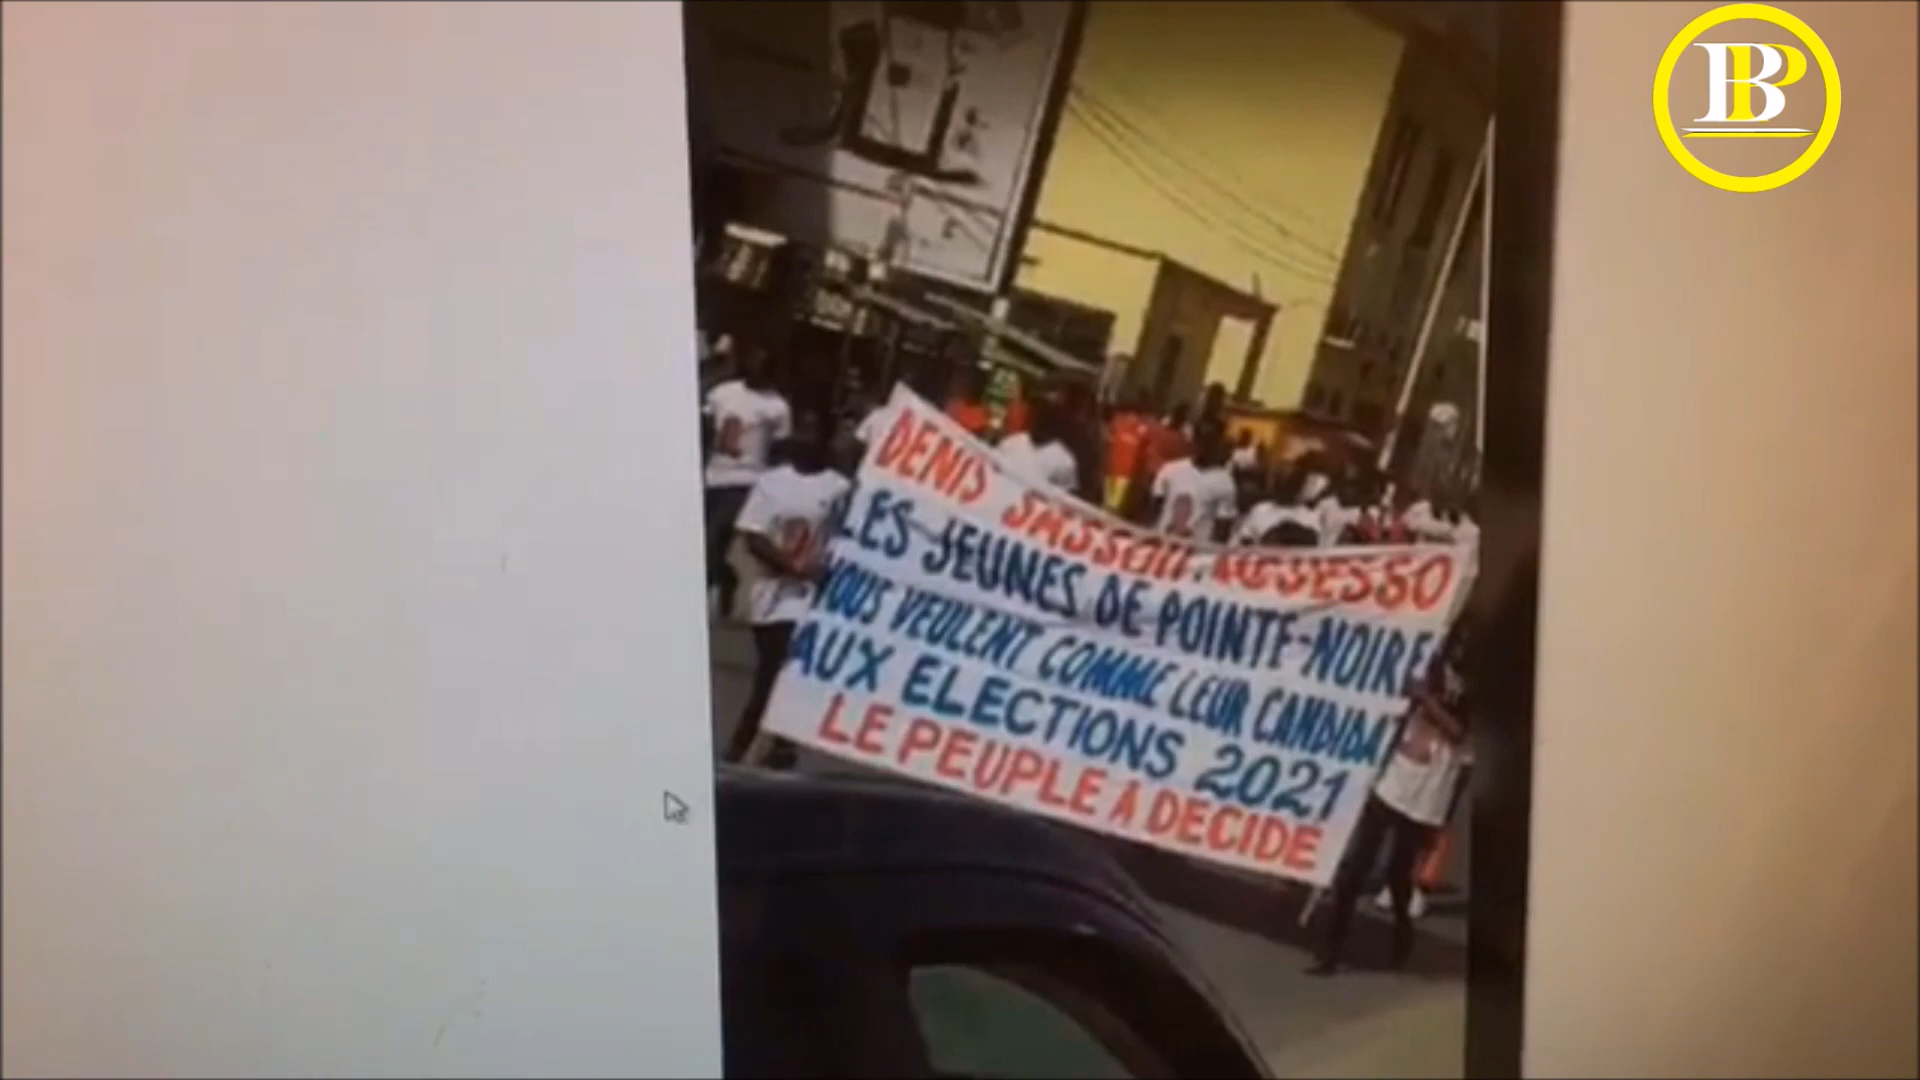 BP
DENIS SASSOU NGUESSO
LES JEUNES DE POINTE-NOIRE
VOUS VEULENT COMME LEUR CANDIDAT
AUX ELECTIONS 2021
LE PEUPLE A DECIDE